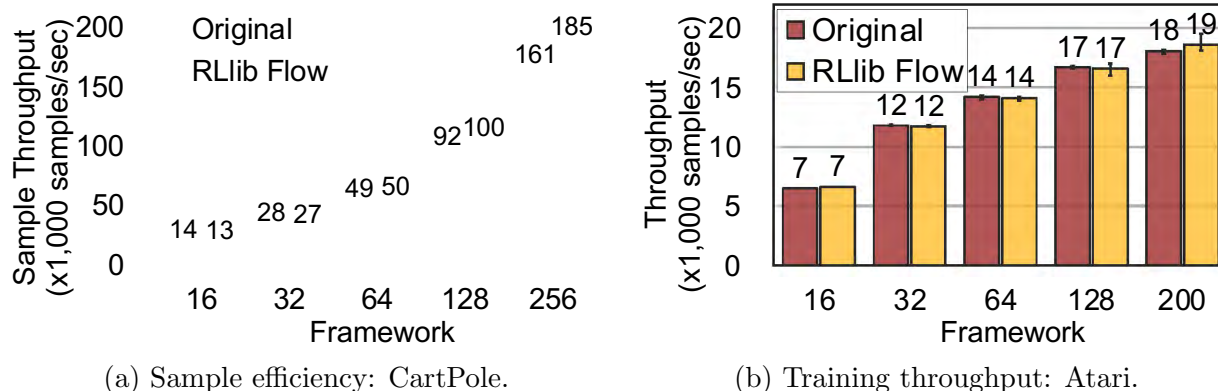 Sample Throughput
(x1,000 samples/sec)
200
150
100
50
0
Original
RLlib Flow
14 13
28 27
49 50
92 100
161 185
16 32 64 128 256
Framework
(a) Sample efficiency: CartPole.
Throughput
(x1,000 samples/sec)
20
15
10
5
0
Original
RLlib Flow
7 7
12 12
14 14
17 17
18 19
16 32 64 128 200
Framework
(b) Training throughput: Atari.